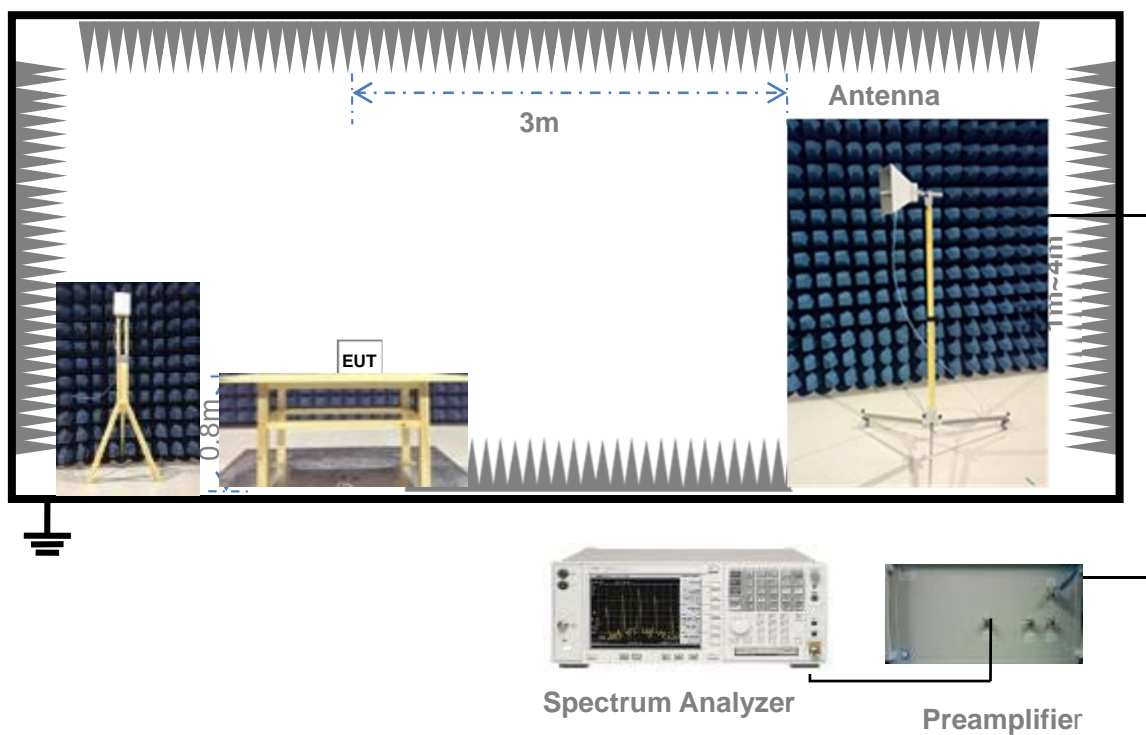 Antenna
3m
1m~4m
EUT
0.8m
Spectrum Analyzer
Preamplifier